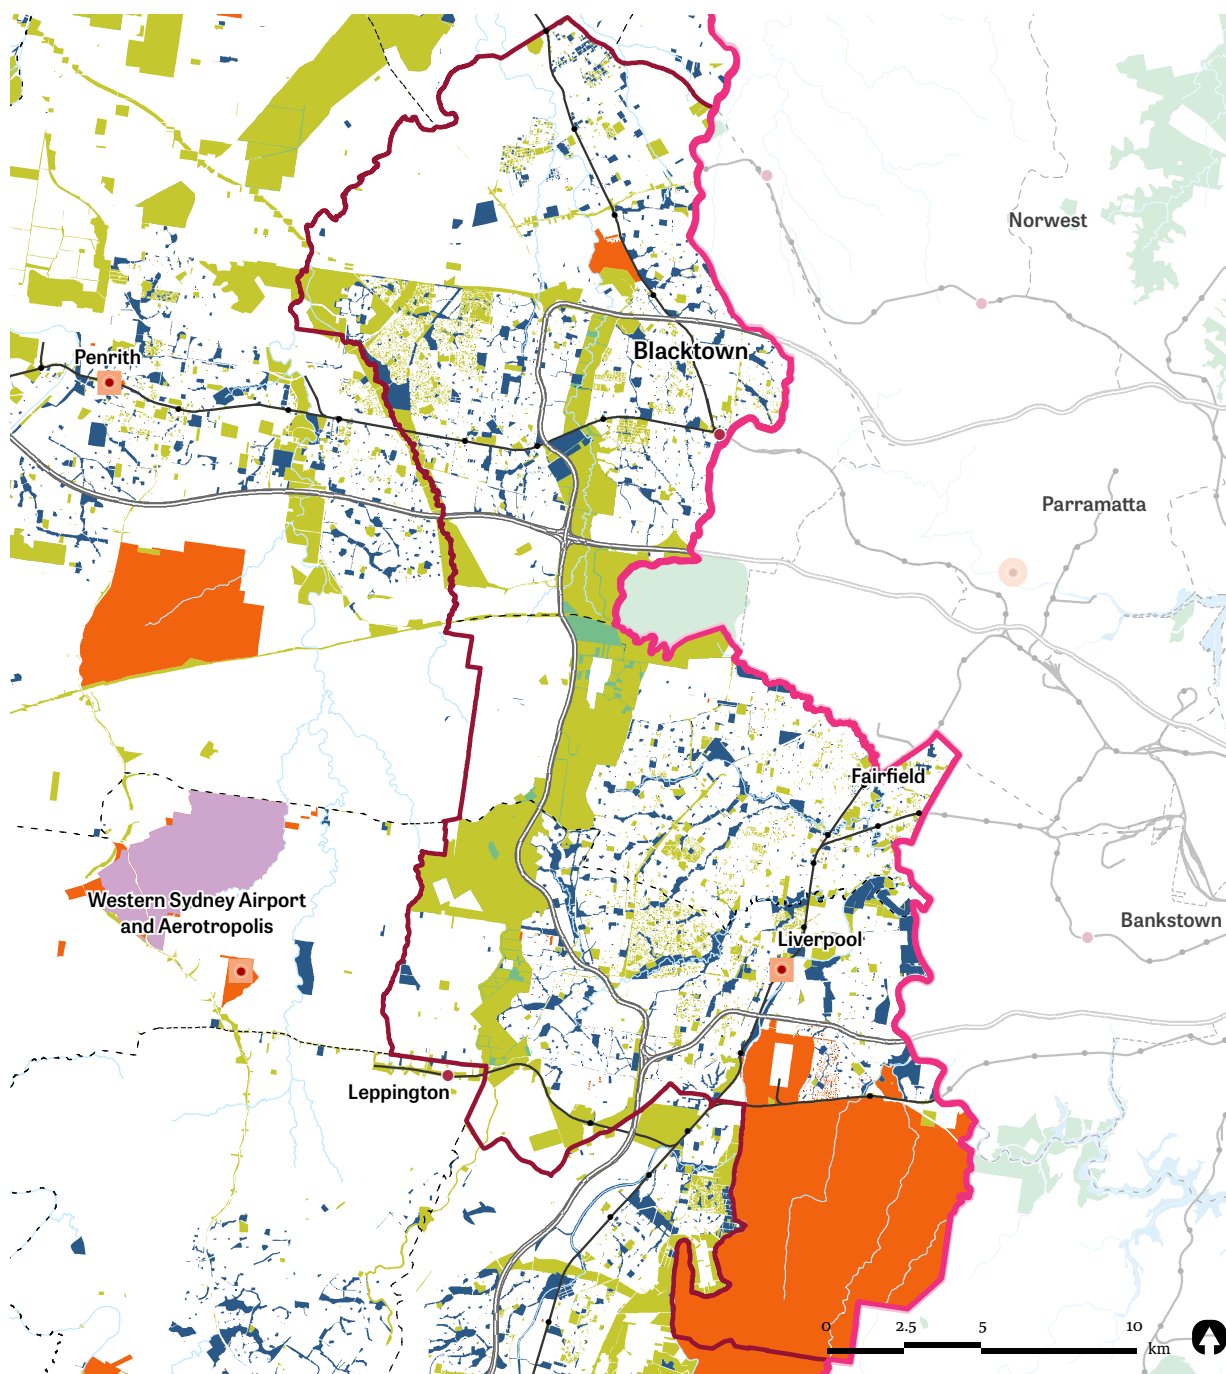 Norwest
Penrith
Blacktown
Parramatta
Fairfield
Western Sydney Airport
and Aerotropolis
Bankstown
Liverpool
Leppington
0 2.5 5 10
km